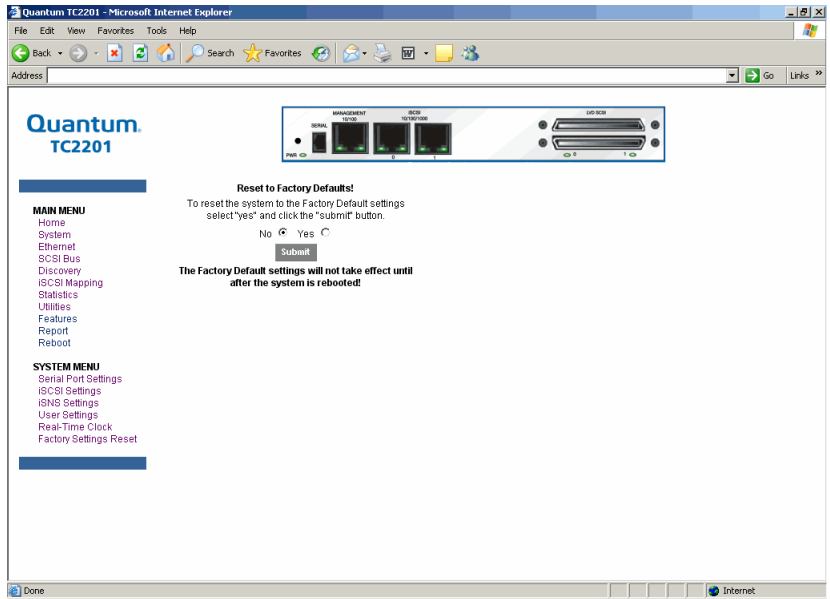 Quantum TC2201 - Microsoft Internet Explorer
File Edit View Favorites Tools Help
Back Search Favorites
Address Go Links »
Quantum.
TC2201
MANAGEMENT
10/100
iSCSI
10/100/1000
LVD SCSI
SERIAL
PWR 0 1 0 1
Reset to Factory Defaults!
To reset the system to the Factory Default settings
select "yes" and click the "submit" button.
No Yes
Submit
The Factory Default settings will not take effect until
after the system is rebooted!
MAIN MENU
Home
System
Ethernet
SCSI Bus
Discovery
iSCSI Mapping
Statistics
Utilities
Features
Report
Reboot
SYSTEM MENU
Serial Port Settings
iSCSI Settings
iSNS Settings
User Settings
Real-Time Clock
Factory Settings Reset
Done Internet